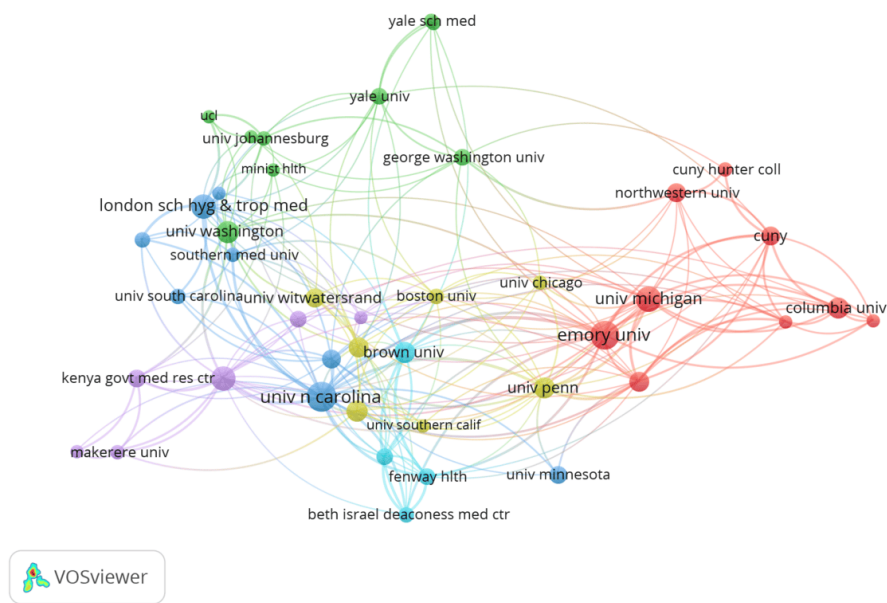 yale sch med
yale univ
ucl
univ johannesburg
george washington univ
minist hlth
cuny hunter coll
northwestern univ
london sch hyg & trop med
univ washington
cuny
southern med univ
univ chicago
univ south carolina
univ witwatersrand
boston univ
univ michigan
columbia univ
emory univ
brown univ
kenya govt med res ctr
univ penn
univ n carolina
univ southern calif
makerere univ
fenway hlth
univ minnesota
beth israel deaconess med ctr
VOSviewer